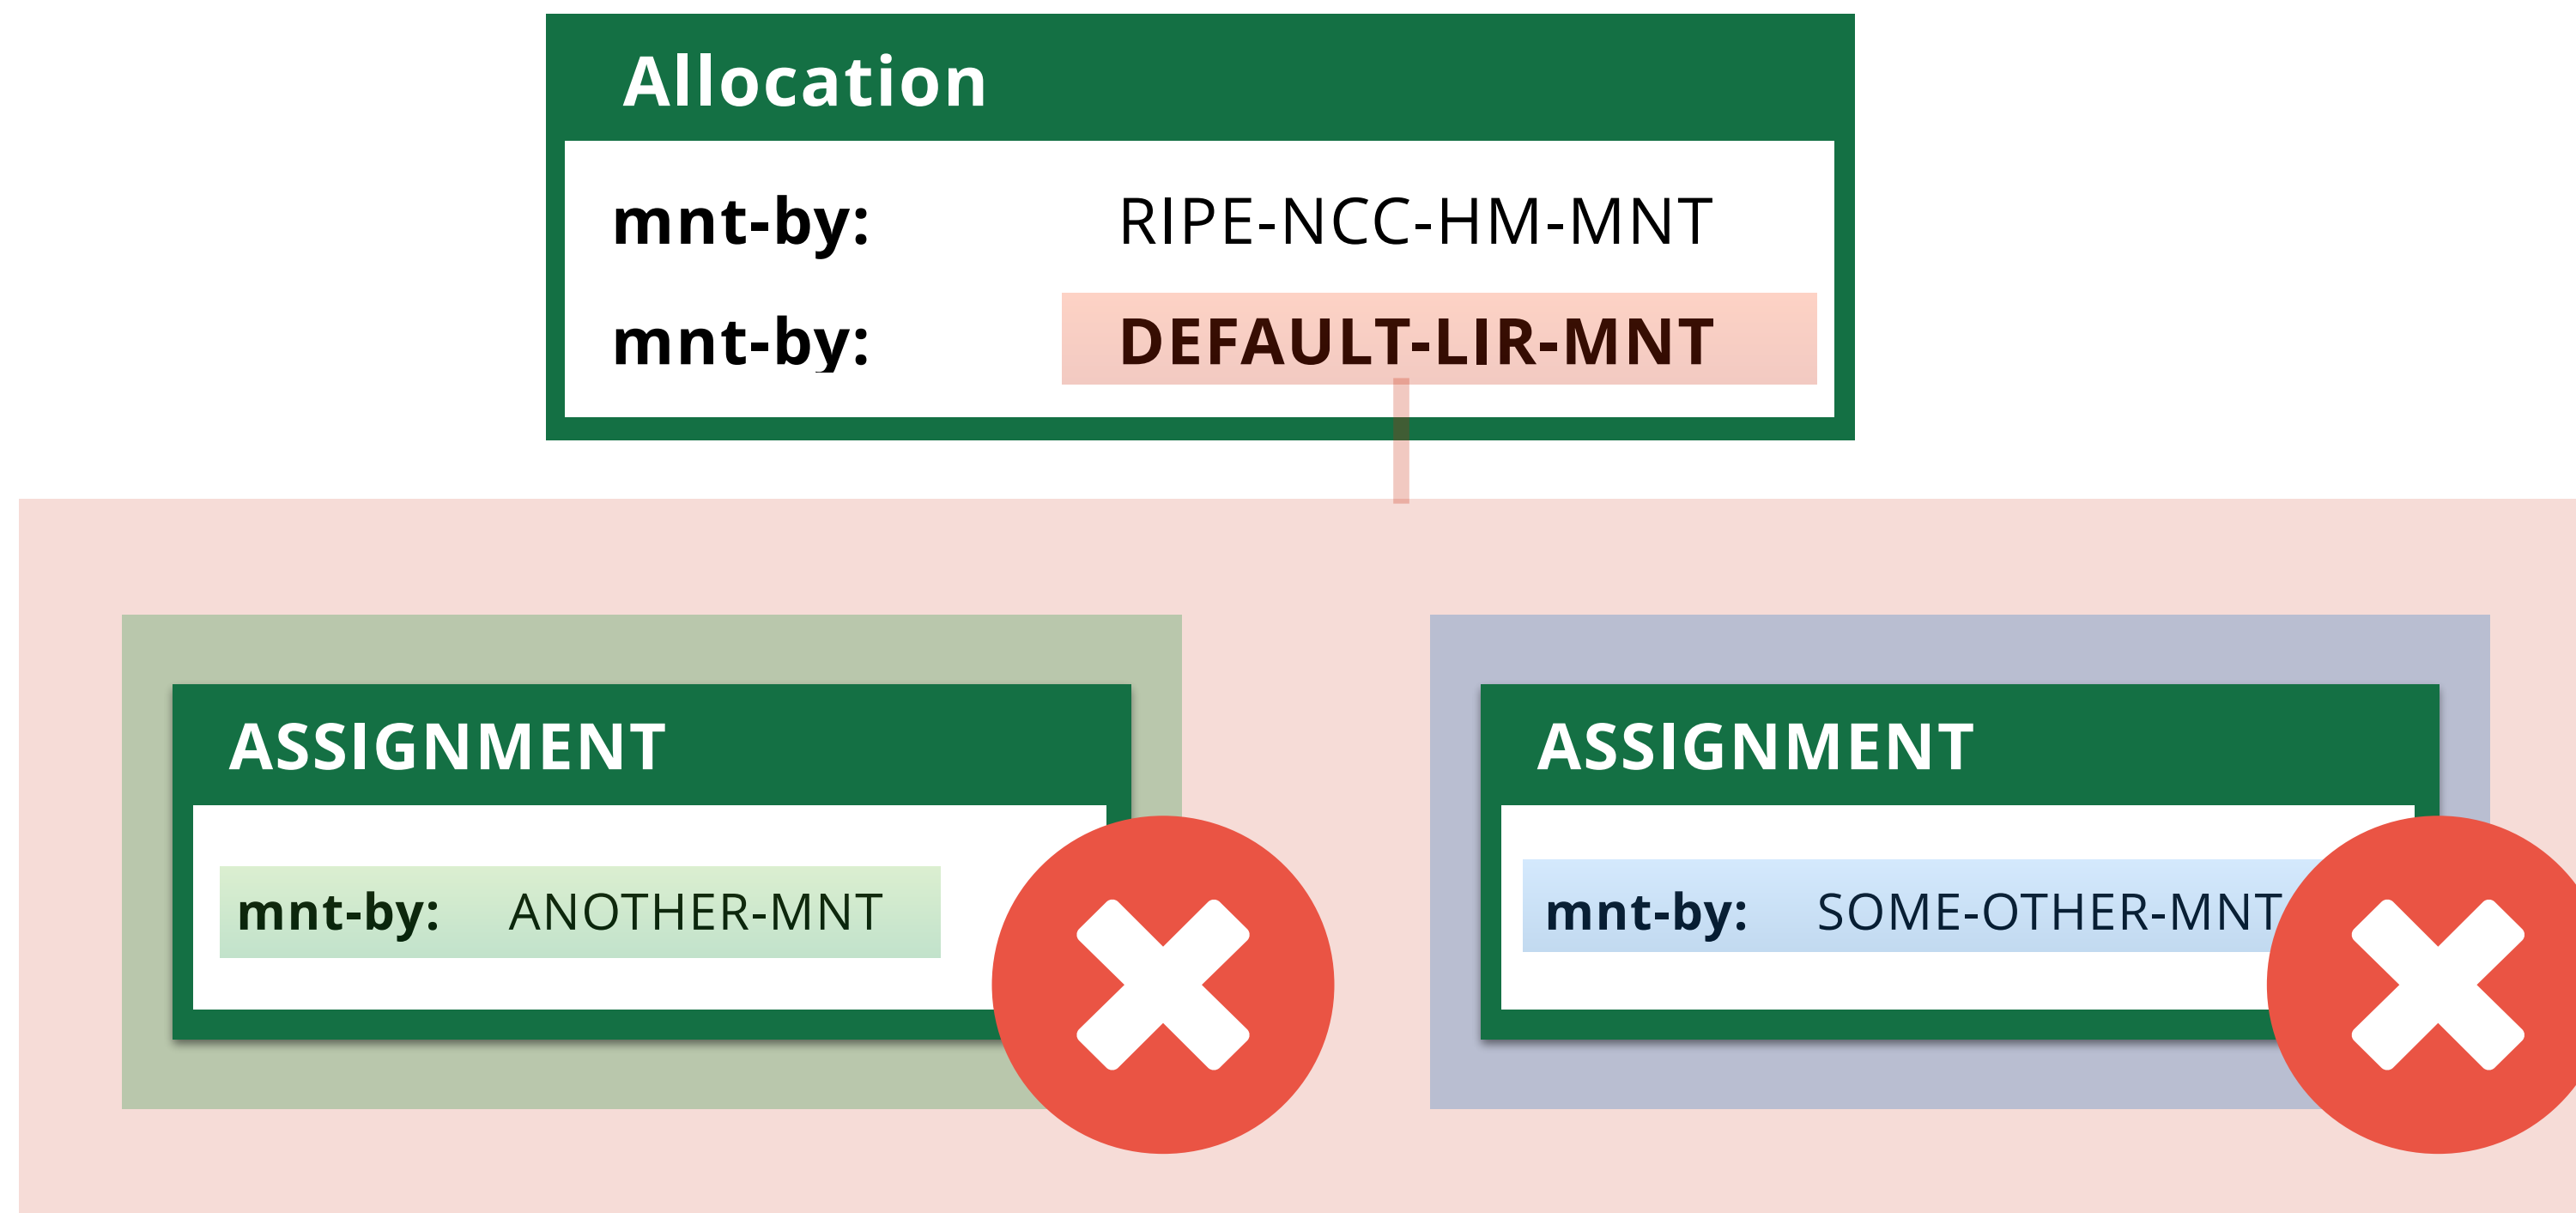 Allocation
mnt-by: RIPE-NCC-HM-MNT
mnt-by: DEFAULT-LIR-MNT
ASSIGNMENT
mnt-by: ANOTHER-MNT
ASSIGNMENT
mnt-by: SOME-OTHER-MNT